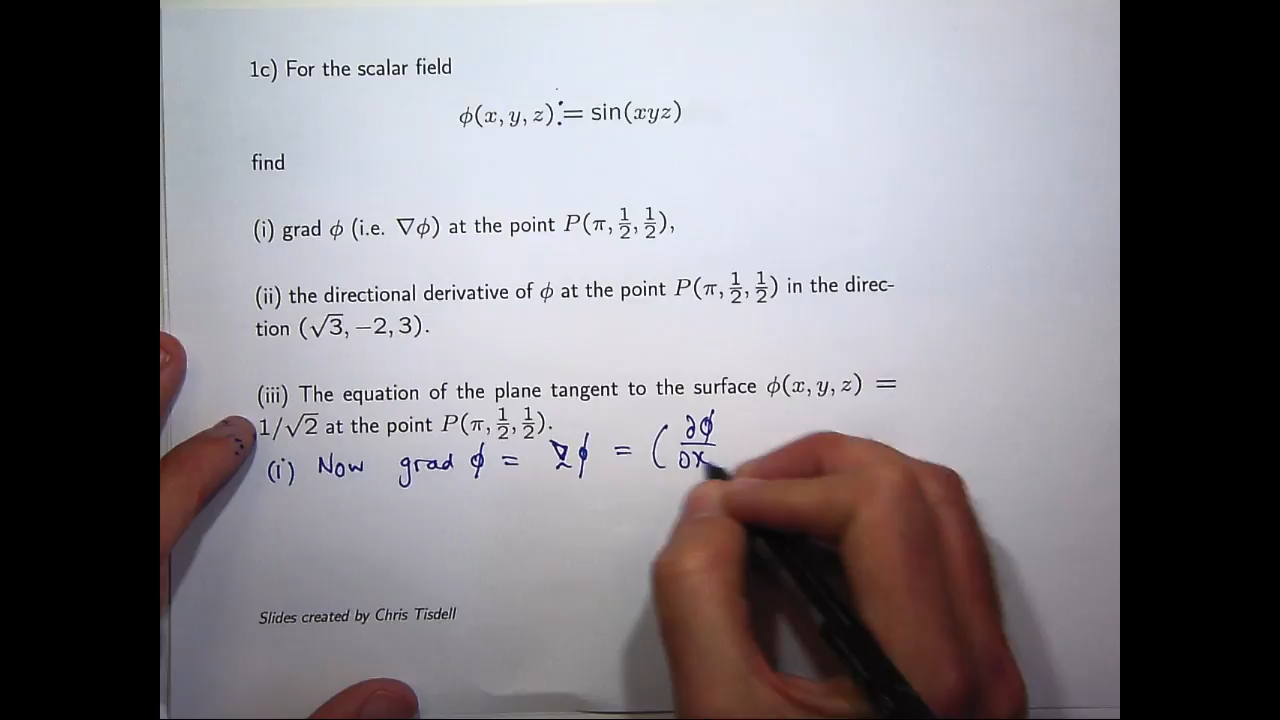 1c) For the scalar field
ϕ(x, y, z) := sin(xyz)
find
(i) grad ϕ (i.e. ∇ϕ) at the point P(π, 1/2, 1/2),
(ii) the directional derivative of ϕ at the point P(π, 1/2, 1/2) in the direc-
tion (√3, −2, 3).
(iii) The equation of the plane tangent to the surface ϕ(x, y, z) =
1/√2 at the point P(π, 1/2, 1/2).
(i) Now grad ϕ = ∇ϕ = (∂ϕ/∂x
Slides created by Chris Tisdell